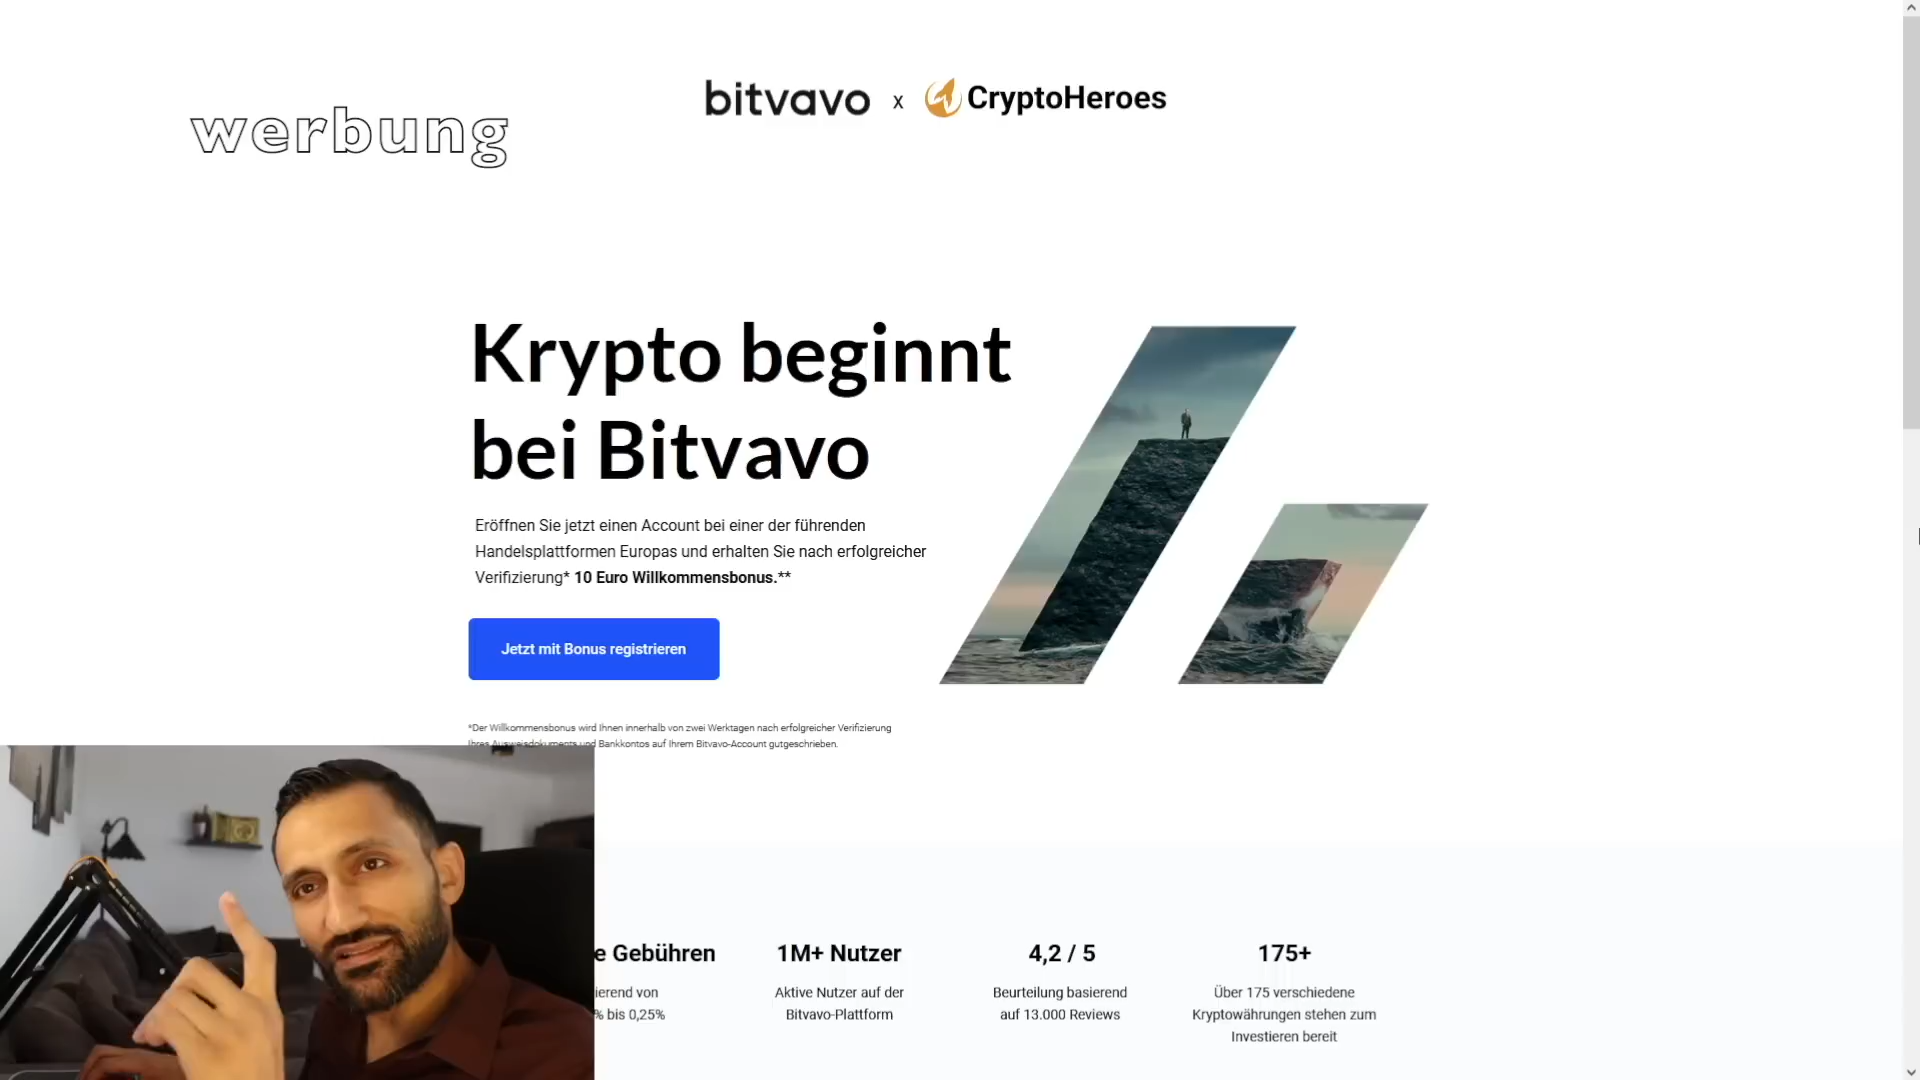 werbung
bitvavo x CryptoHeroes
Krypto beginnt
bei Bitvavo
Eröffnen Sie jetzt einen Account bei einer der führenden
Handelsplattformen Europas und erhalten Sie nach erfolgreicher
Verifizierung* 10 Euro Willkommensbonus.**
Jetzt mit Bonus registrieren
*Der Willkommensbonus wird Ihnen innerhalb von zwei Werktagen nach erfolgreicher Verifizierung
Ihres Ausweisdokuments und Bankkontos auf Ihrem Bitvavo-Account gutgeschrieben.
e Gebühren
ierend von
% bis 0,25%
1M+ Nutzer
Aktive Nutzer auf der
Bitvavo-Plattform
4,2 / 5
Beurteilung basierend
auf 13.000 Reviews
175+
Über 175 verschiedene
Kryptowährungen stehen zum
Investieren bereit